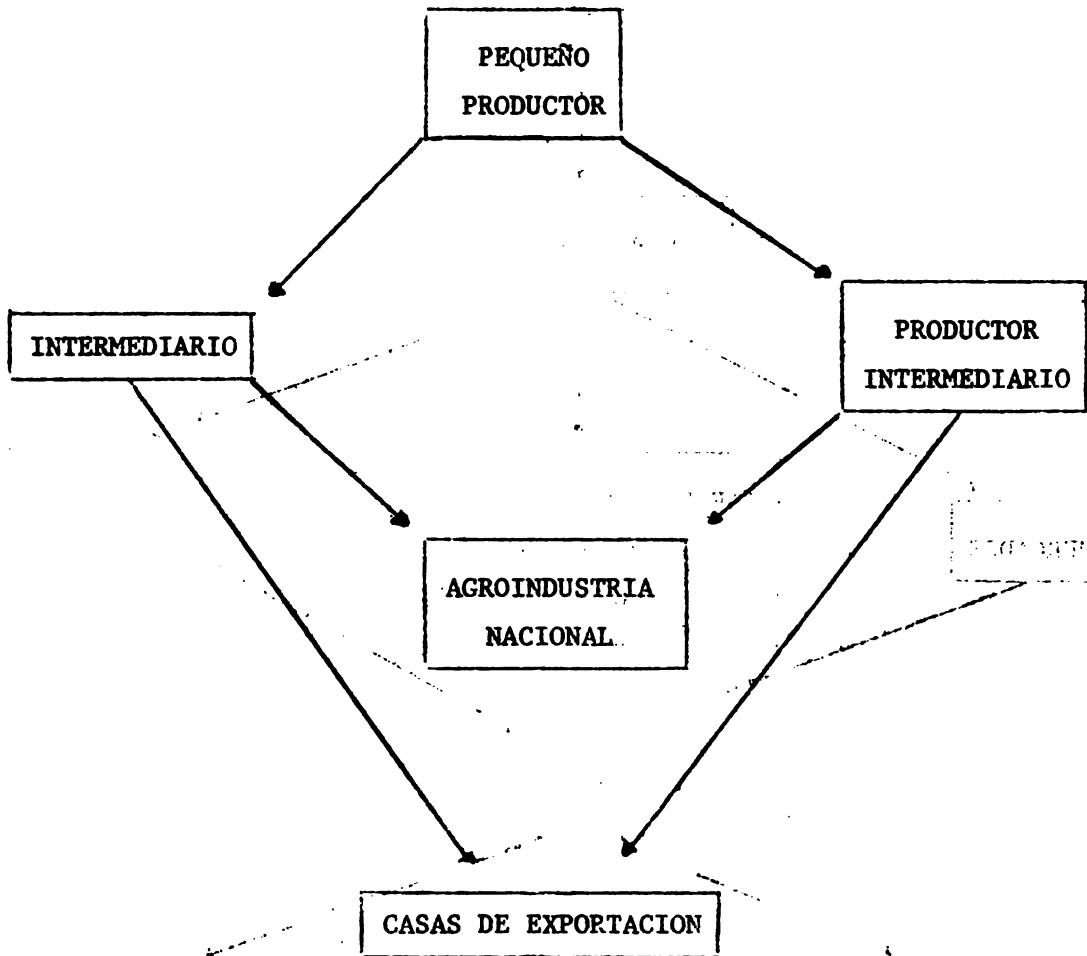 PEQUEÑO
PRODUCTOR
INTERMEDIARIO
PRODUCTOR
INTERMEDIARIO
AGROINDUSTRIA
NACIONAL
CASAS DE EXPORTACION